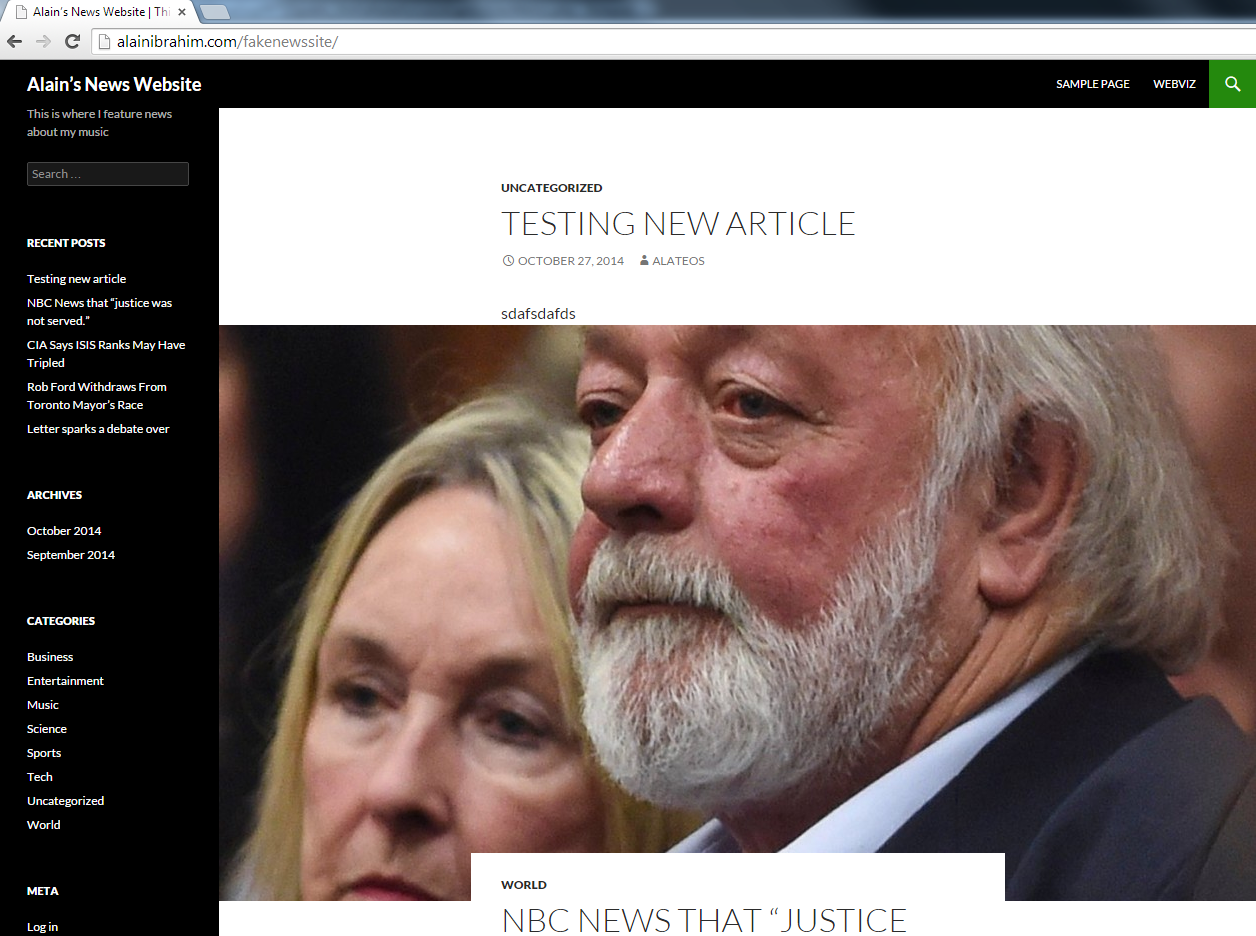 Alain's News Website | Thi
alainibrahim.com/fakenewssite/
Alain's News Website
SAMPLE PAGE
WEBVIZ
This is where I feature news
about my music
Search …
RECENT POSTS
Testing new article
NBC News that “justice was
not served.”
CIA Says ISIS Ranks May Have
Tripled
Rob Ford Withdraws From
Toronto Mayor’s Race
Letter sparks a debate over
ARCHIVES
October 2014
September 2014
CATEGORIES
Business
Entertainment
Music
Science
Sports
Tech
Uncategorized
World
META
Log in
UNCATEGORIZED
TESTING NEW ARTICLE
OCTOBER 27, 2014 ALATEOS
sdafsdafds
WORLD
NBC NEWS THAT “JUSTICE